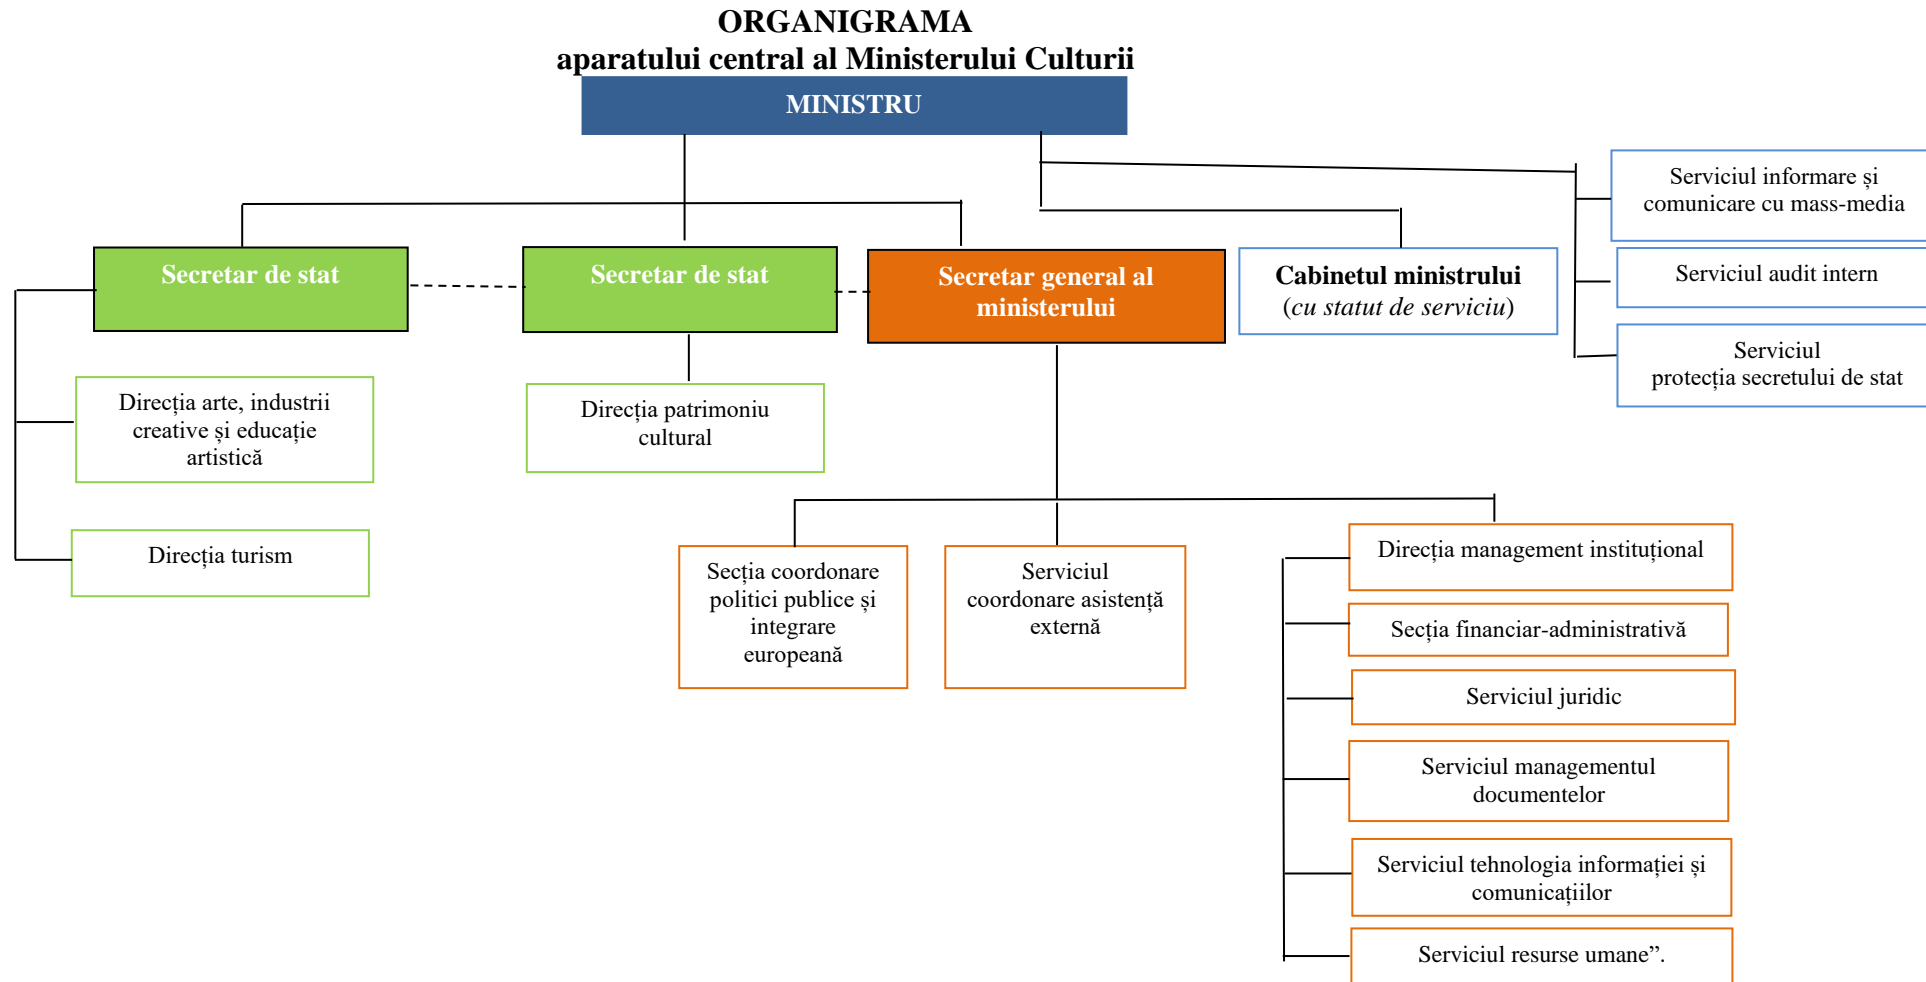 ORGANIGRAMA
aparatului central al Ministerului Culturii
MINISTRU
Serviciul informare și
comunicare cu mass-media
Serviciul audit intern
Serviciul
protecția secretului de stat
Secretar de stat
Secretar de stat
Secretar general al
ministerului
Cabinetul ministrului
(cu statut de serviciu)
Direcția arte, industrii
creative și educație
artistică
Direcția patrimoniu
cultural
Direcția turism
Secția coordonare
politici publice și
integrare
europeană
Serviciul
coordonare asistență
externă
Direcția management instituțional
Secția financiar-administrativă
Serviciul juridic
Serviciul managementul
documentelor
Serviciul tehnologia informației și
comunicațiilor
Serviciul resurse umane”.